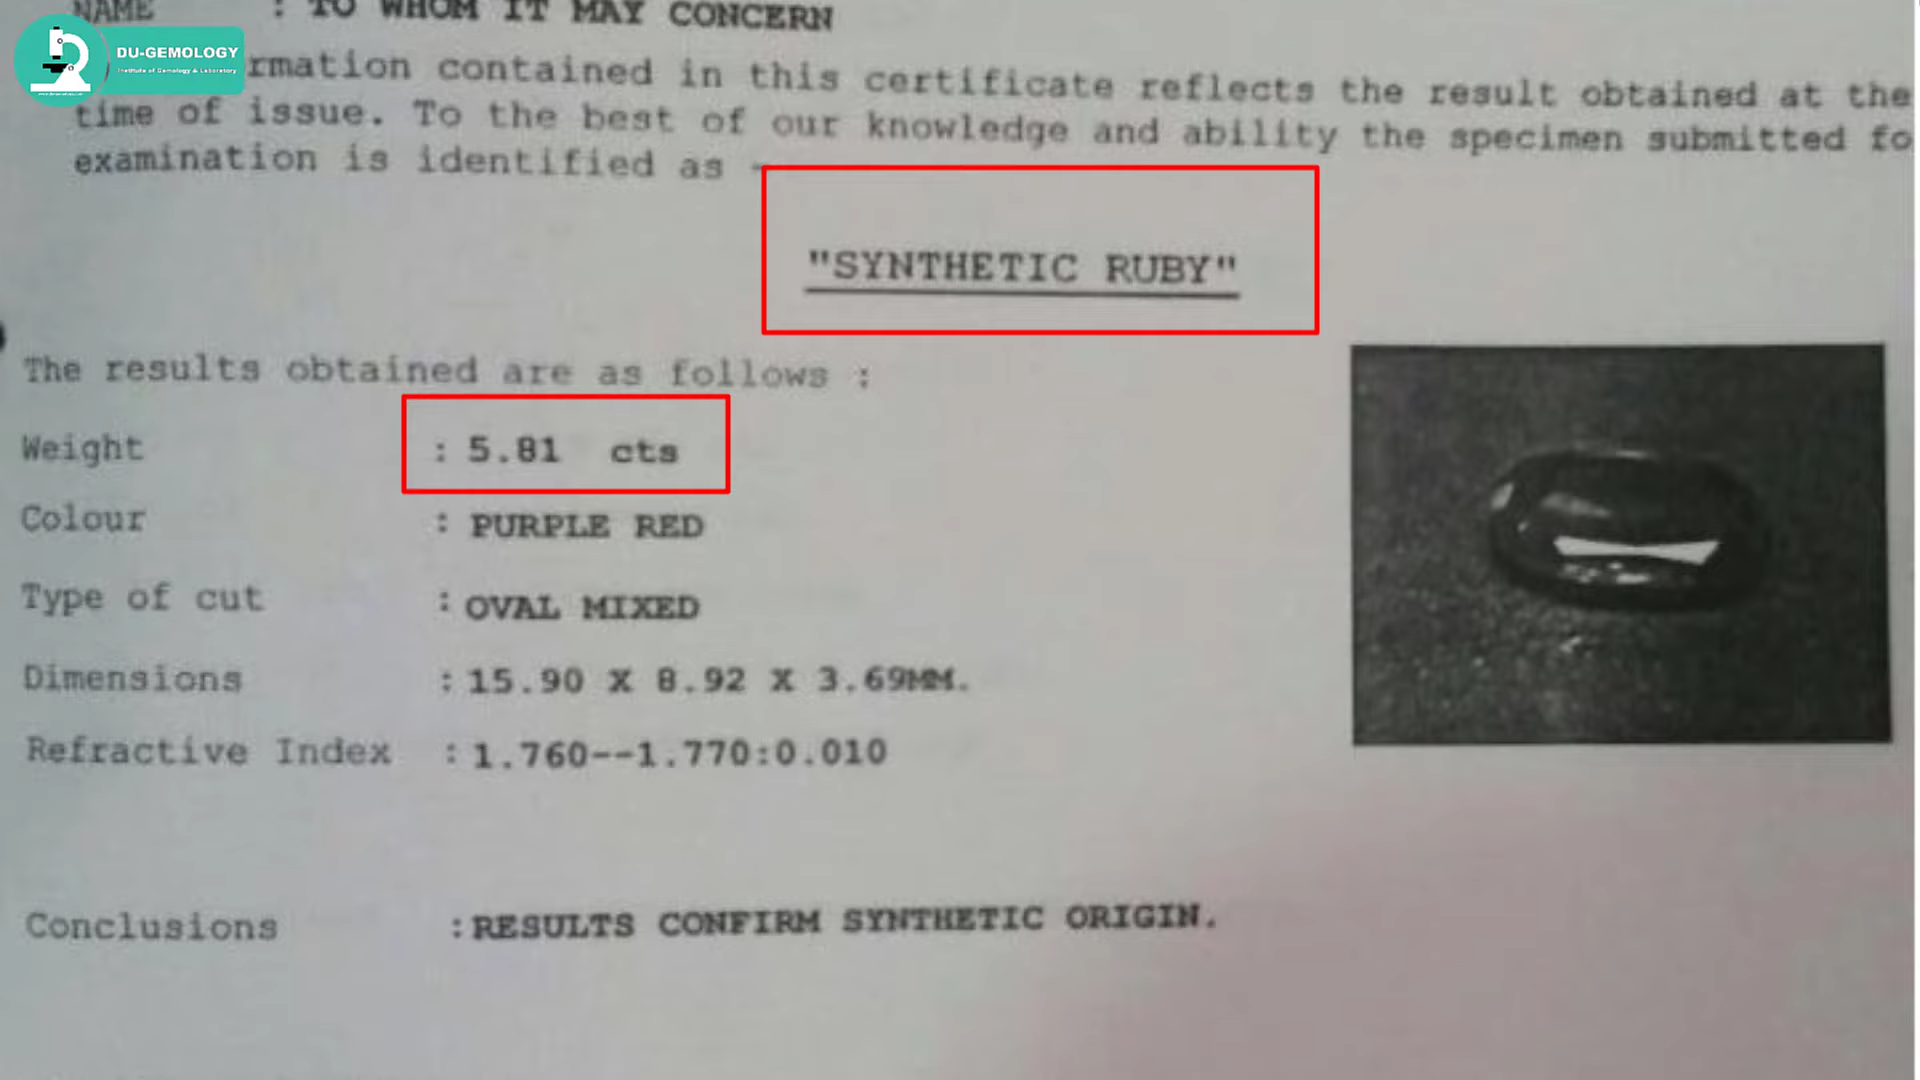 NAME : TO WHOM IT MAY CONCERN
DU-GEMOLOGY
Institute of Gemology & Laboratory
rmation contained in this certificate reflects the result obtained at the
time of issue. To the best of our knowledge and ability the specimen submitted fo
examination is identified as -
"SYNTHETIC RUBY"
The results obtained are as follows :
Weight : 5.81 cts
Colour : PURPLE RED
Type of cut : OVAL MIXED
Dimensions : 15.90 X 8.92 X 3.69MM.
Refractive Index : 1.760--1.770:0.010
Conclusions : RESULTS CONFIRM SYNTHETIC ORIGIN.